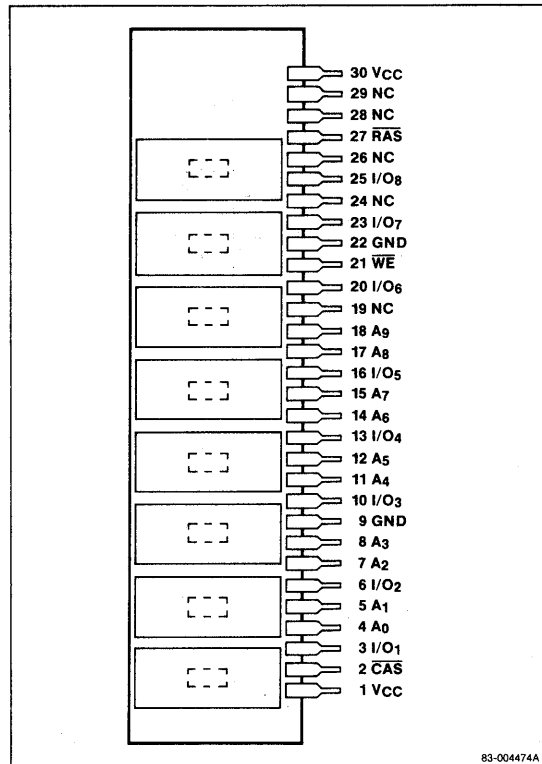 30 VCC
29 NC
28 NC
27 R̅A̅S̅
26 NC
25 I/O8
24 NC
23 I/O7
22 GND
21 W̅E̅
20 I/O6
19 NC
18 A9
17 A8
16 I/O5
15 A7
14 A6
13 I/O4
12 A5
11 A4
10 I/O3
9 GND
8 A3
7 A2
6 I/O2
5 A1
4 A0
3 I/O1
2 C̅A̅S̅
1 VCC
83-004474A